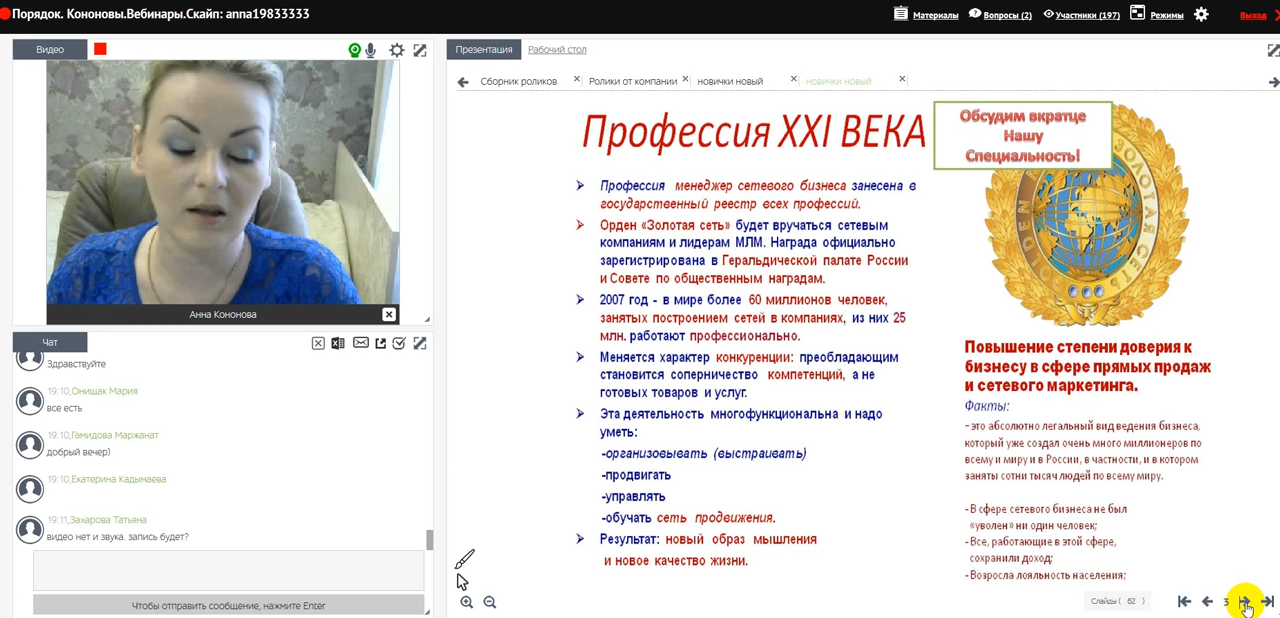 Порядок. Кононовы.Вебинары.Скайп: anna19833333
Материалы
Вопросы (2)
Участники (197)
Режимы
Выход
Видео
Анна Кононова
Чат
Здравствуйте
19:10,Онищак Мария
все есть
19:10,Гамидова Маржанат
добрый вечер)
19:10,Екатерина Кадымаева
19:11,Захарова Татьяна
видео нет и звука. запись будет?
Чтобы отправить сообщение, нажмите Enter
Презентация
Рабочий стол
Сборник роликов
Ролики от компании
новички новый
новички новый
Профессия XXI ВЕКА
Профессия менеджер сетевого бизнеса занесена в
государственный реестр всех профессий.
Орден «Золотая сеть» будет вручаться сетевым
компаниям и лидерам МЛМ. Награда официально
зарегистрирована в Геральдической палате России
и Совете по общественным наградам.
2007 год - в мире более 60 миллионов человек,
занятых построением сетей в компаниях, из них 25
млн. работают профессионально.
Меняется характер конкуренции: преобладающим
становится соперничество компетенций, а не
готовых товаров и услуг.
Эта деятельность многофункциональна и надо
уметь:
-организовывать (выстраивать)
-продвигать
-управлять
-обучать сеть продвижения.
Результат: новый образ мышления
и новое качество жизни.
Обсудим вкратце
Нашу
Специальность!
Повышение степени доверия к
бизнесу в сфере прямых продаж
и сетевого маркетинга.
Факты:
- это абсолютно легальный вид ведения бизнеса,
который уже создал очень много миллионеров по
всему и миру и в России, в частности, и в котором
заняты сотни тысяч людей по всему миру.
- В сфере сетевого бизнеса не был
«уволен» ни один человек;
- Все, работающие в этой сфере,
сохранили доход;
- Возросла лояльность населения;
Слайды ( 62 )
3